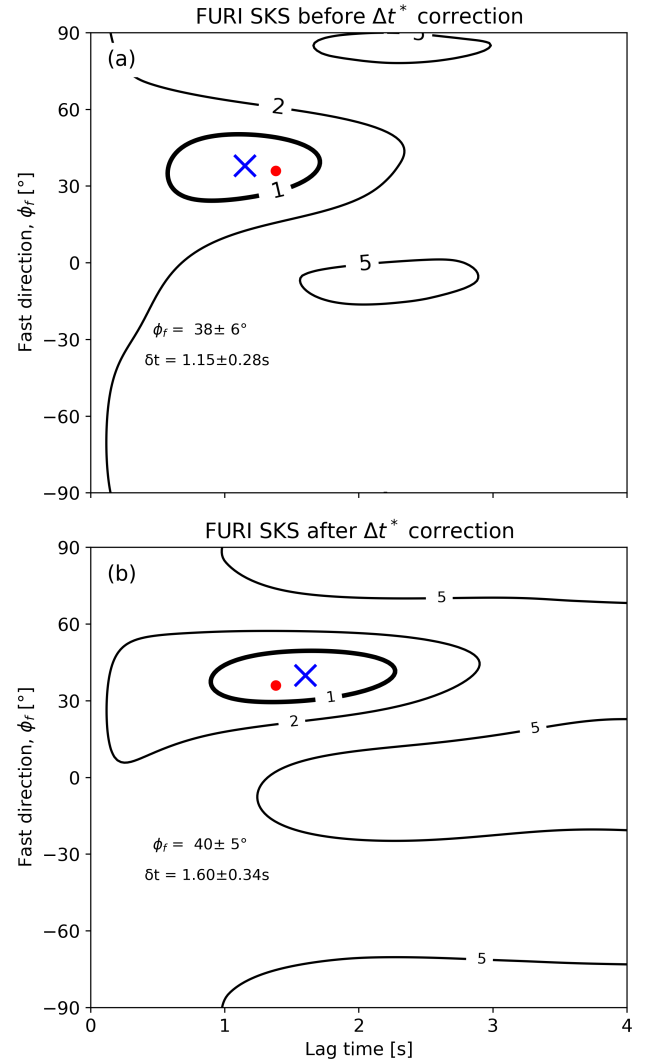 FURI SKS before Δt* correction
(a)
90
60
30
0
−30
−60
−90
Fast direction, ϕf [°]
5
2
1
5
ϕf = 38± 6°
δt = 1.15±0.28s
FURI SKS after Δt* correction
(b)
90
60
30
0
−30
−60
−90
Fast direction, ϕf [°]
5
1
2
5
5
ϕf = 40± 5°
δt = 1.60±0.34s
0 1 2 3 4
Lag time [s]